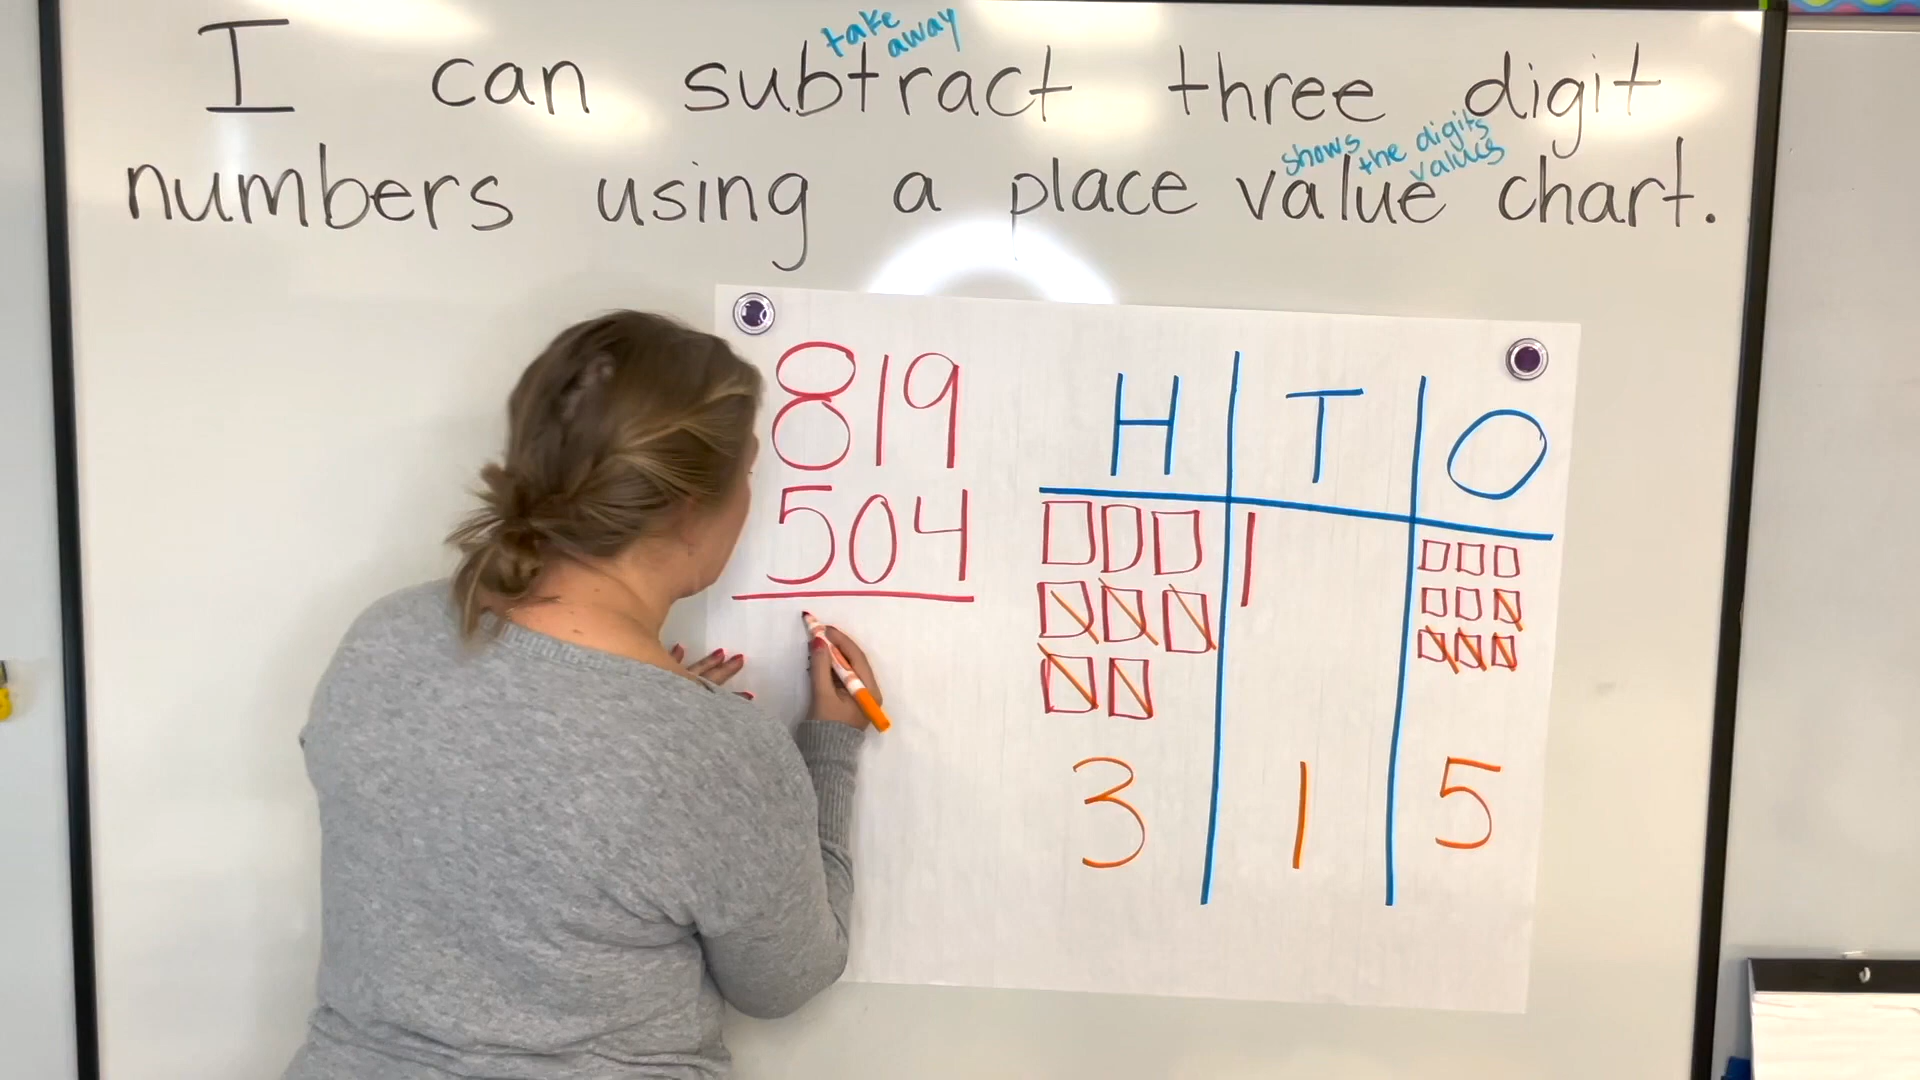 take away
I can subtract three digit
shows the digits values
numbers using a place value chart.
819
504
H T O
3 1 5